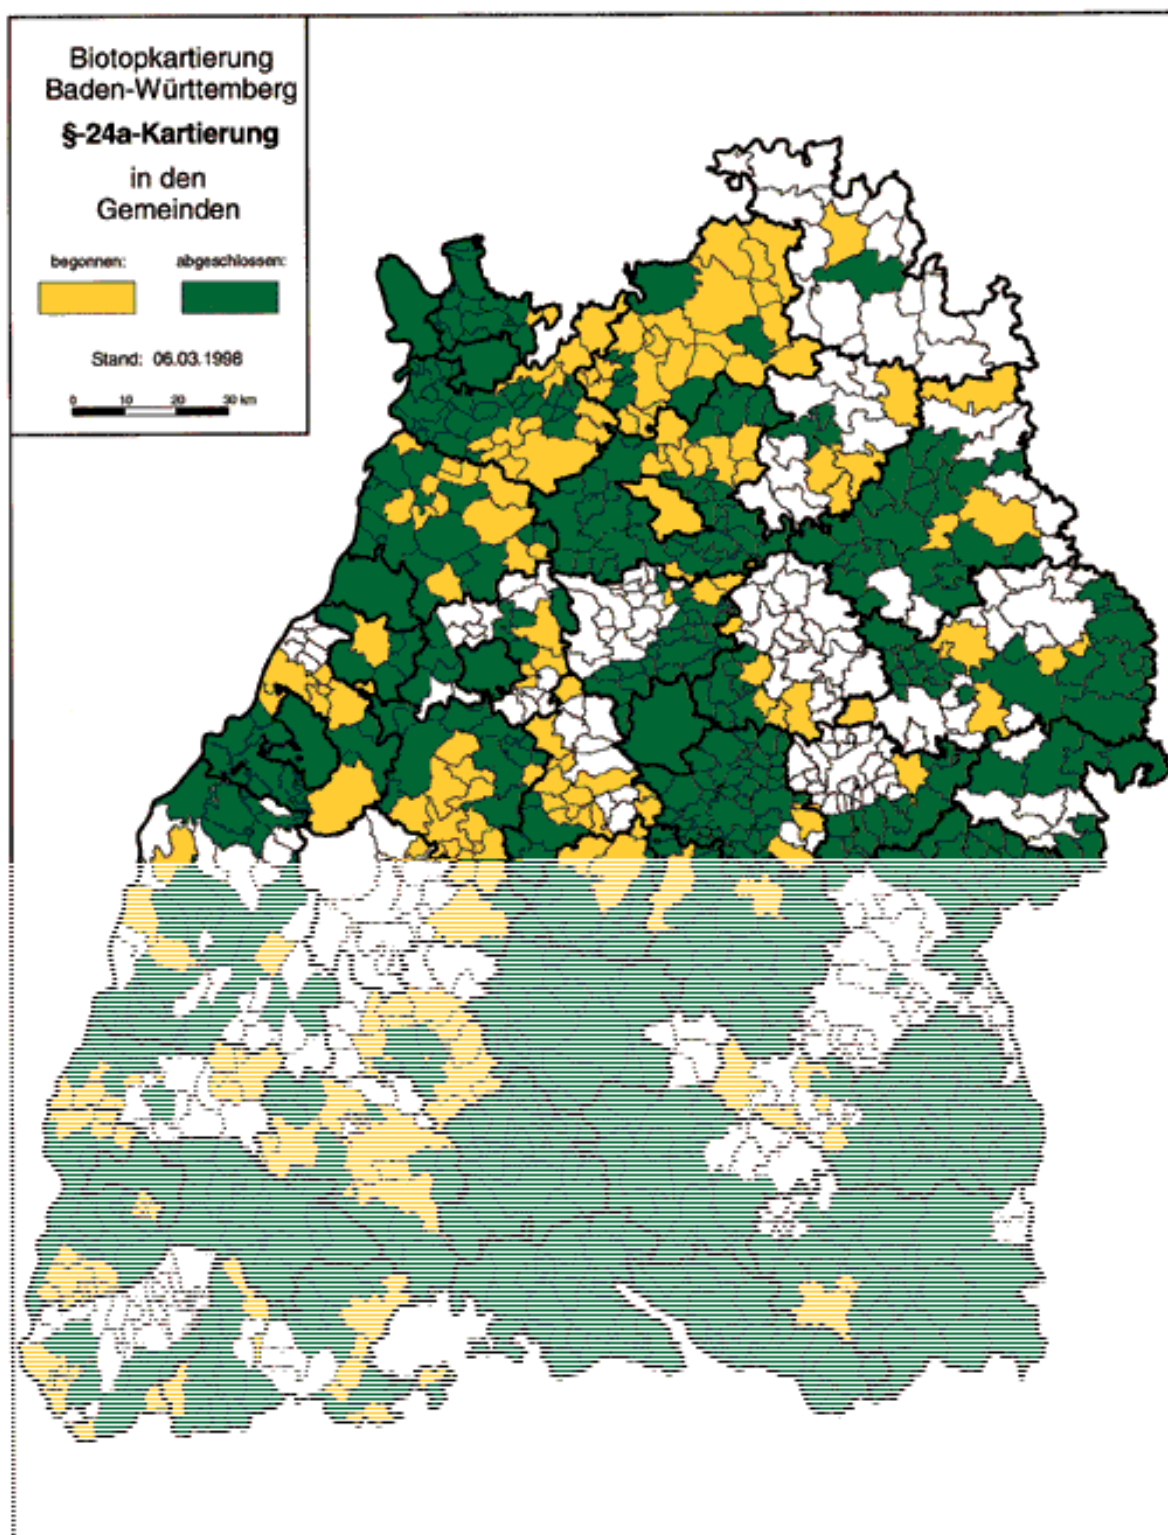 Biotopkartierung
Baden-Württemberg
§-24a-Kartierung
in den
Gemeinden
begonnen: abgeschlossen:
Stand: 06.03.1998
0 10 20 30 km